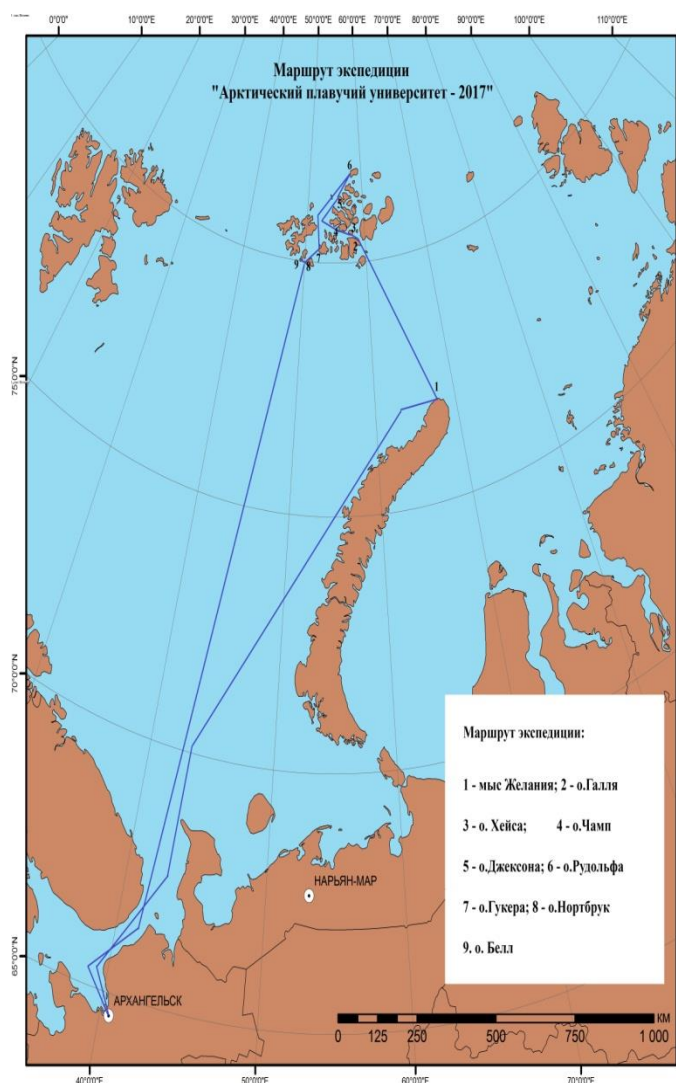 0°0'0" 10°0'0"E 20°0'0"E 30°0'0"E 40°0'0"E 50°0'0"E 60°0'0"E 70°0'0"E 80°0'0"E 90°0'0"E 100°0'0"E 110°0'0"E
Маршрут экспедиции
"Арктический плавучий университет - 2017"
6
5
4
3
2
7
9 8
75°0'0"N
1
70°0'0"N
Маршрут экспедиции:
1 - мыс Желания; 2 - о.Галля
3 - о. Хейса; 4 - о.Чамп
5 - о.Джексона; 6 - о.Рудольфа
7 - о.Гукера; 8 - о.Нортбрук
9. о. Белл
НАРЬЯН-МАР
65°0'0"N
АРХАНГЕЛЬСК
КМ
0 125 250 500 750 1 000
40°0'0"E 50°0'0"E 60°0'0"E 70°0'0"E